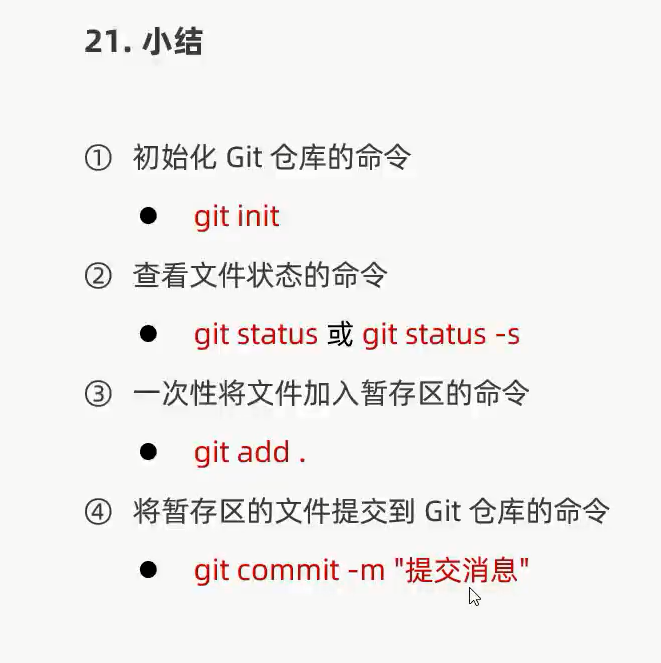 21. 小结
① 初始化 Git 仓库的命令
● git init
② 查看文件状态的命令
● git status 或 git status -s
③ 一次性将文件加入暂存区的命令
● git add .
④ 将暂存区的文件提交到 Git 仓库的命令
● git commit -m "提交消息"